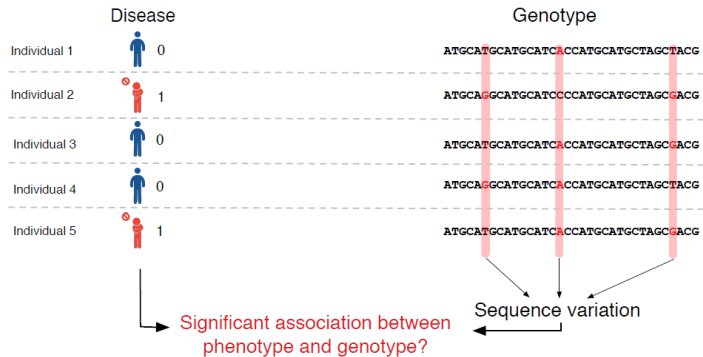 Disease Genotype
Individual 1 0 ATGCATGCATGCATCACCATGCATGCTAGCTACG
Individual 2 1 ATGCAGGCATGCATCCCCATGCATGCTAGCGACG
Individual 3 0 ATGCATGCATGCATCACCATGCATGCTAGCGACG
Individual 4 0 ATGCAGGCATGCATCACCATGCATGCTAGCTACG
Individual 5 1 ATGCATGCATGCATCACCATGCATGCTAGCGACG
Sequence variation
Significant association between
phenotype and genotype?